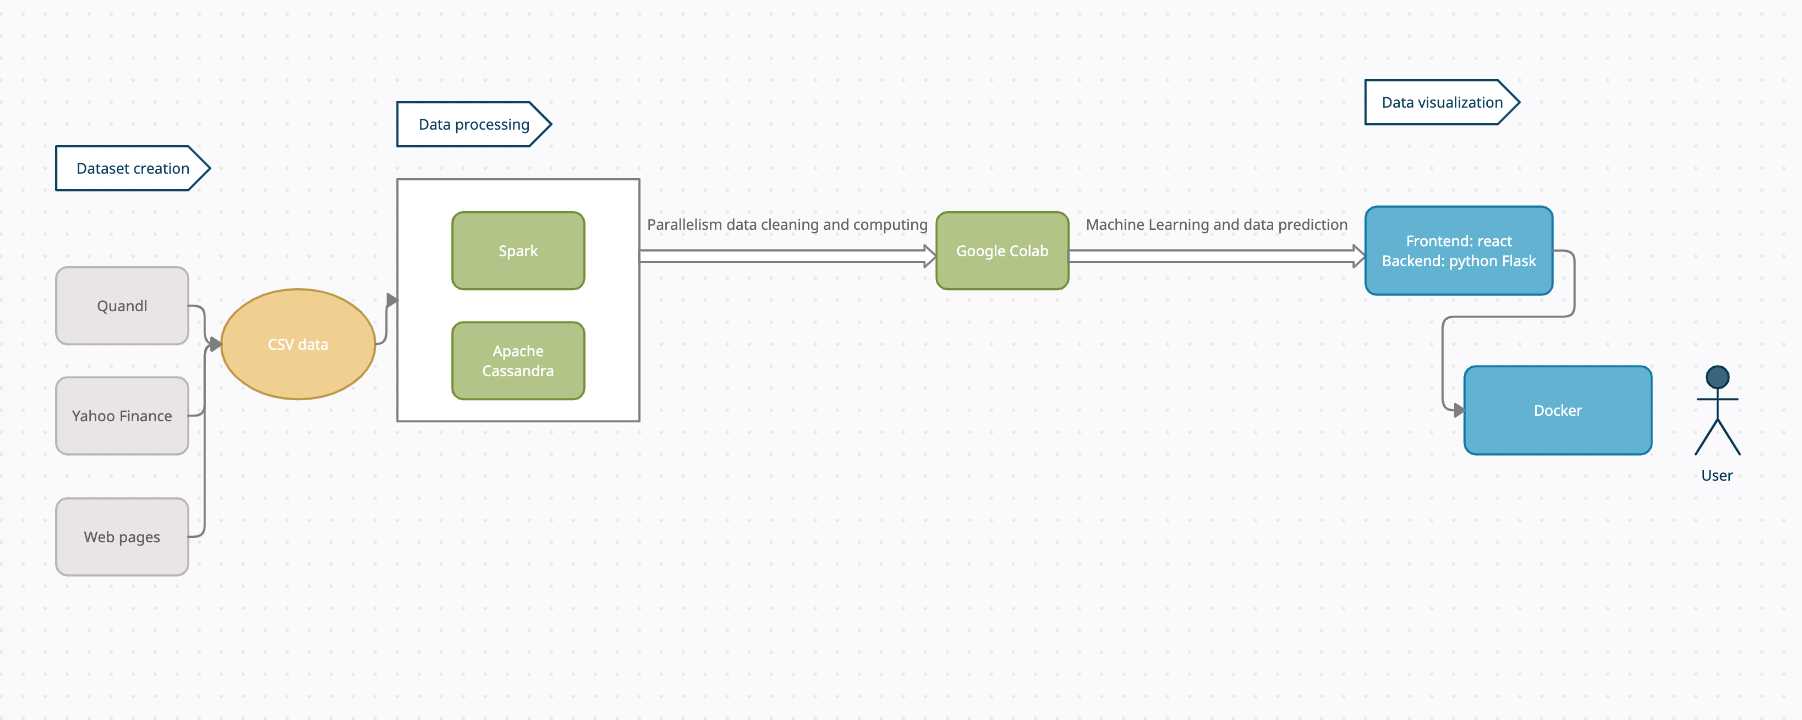 Dataset creation
Data processing
Data visualization
Quandl
Yahoo Finance
Web pages
CSV data
Spark
Apache
Cassandra
Parallelism data cleaning and computing
Google Colab
Machine Learning and data prediction
Frontend: react
Backend: python Flask
Docker
User